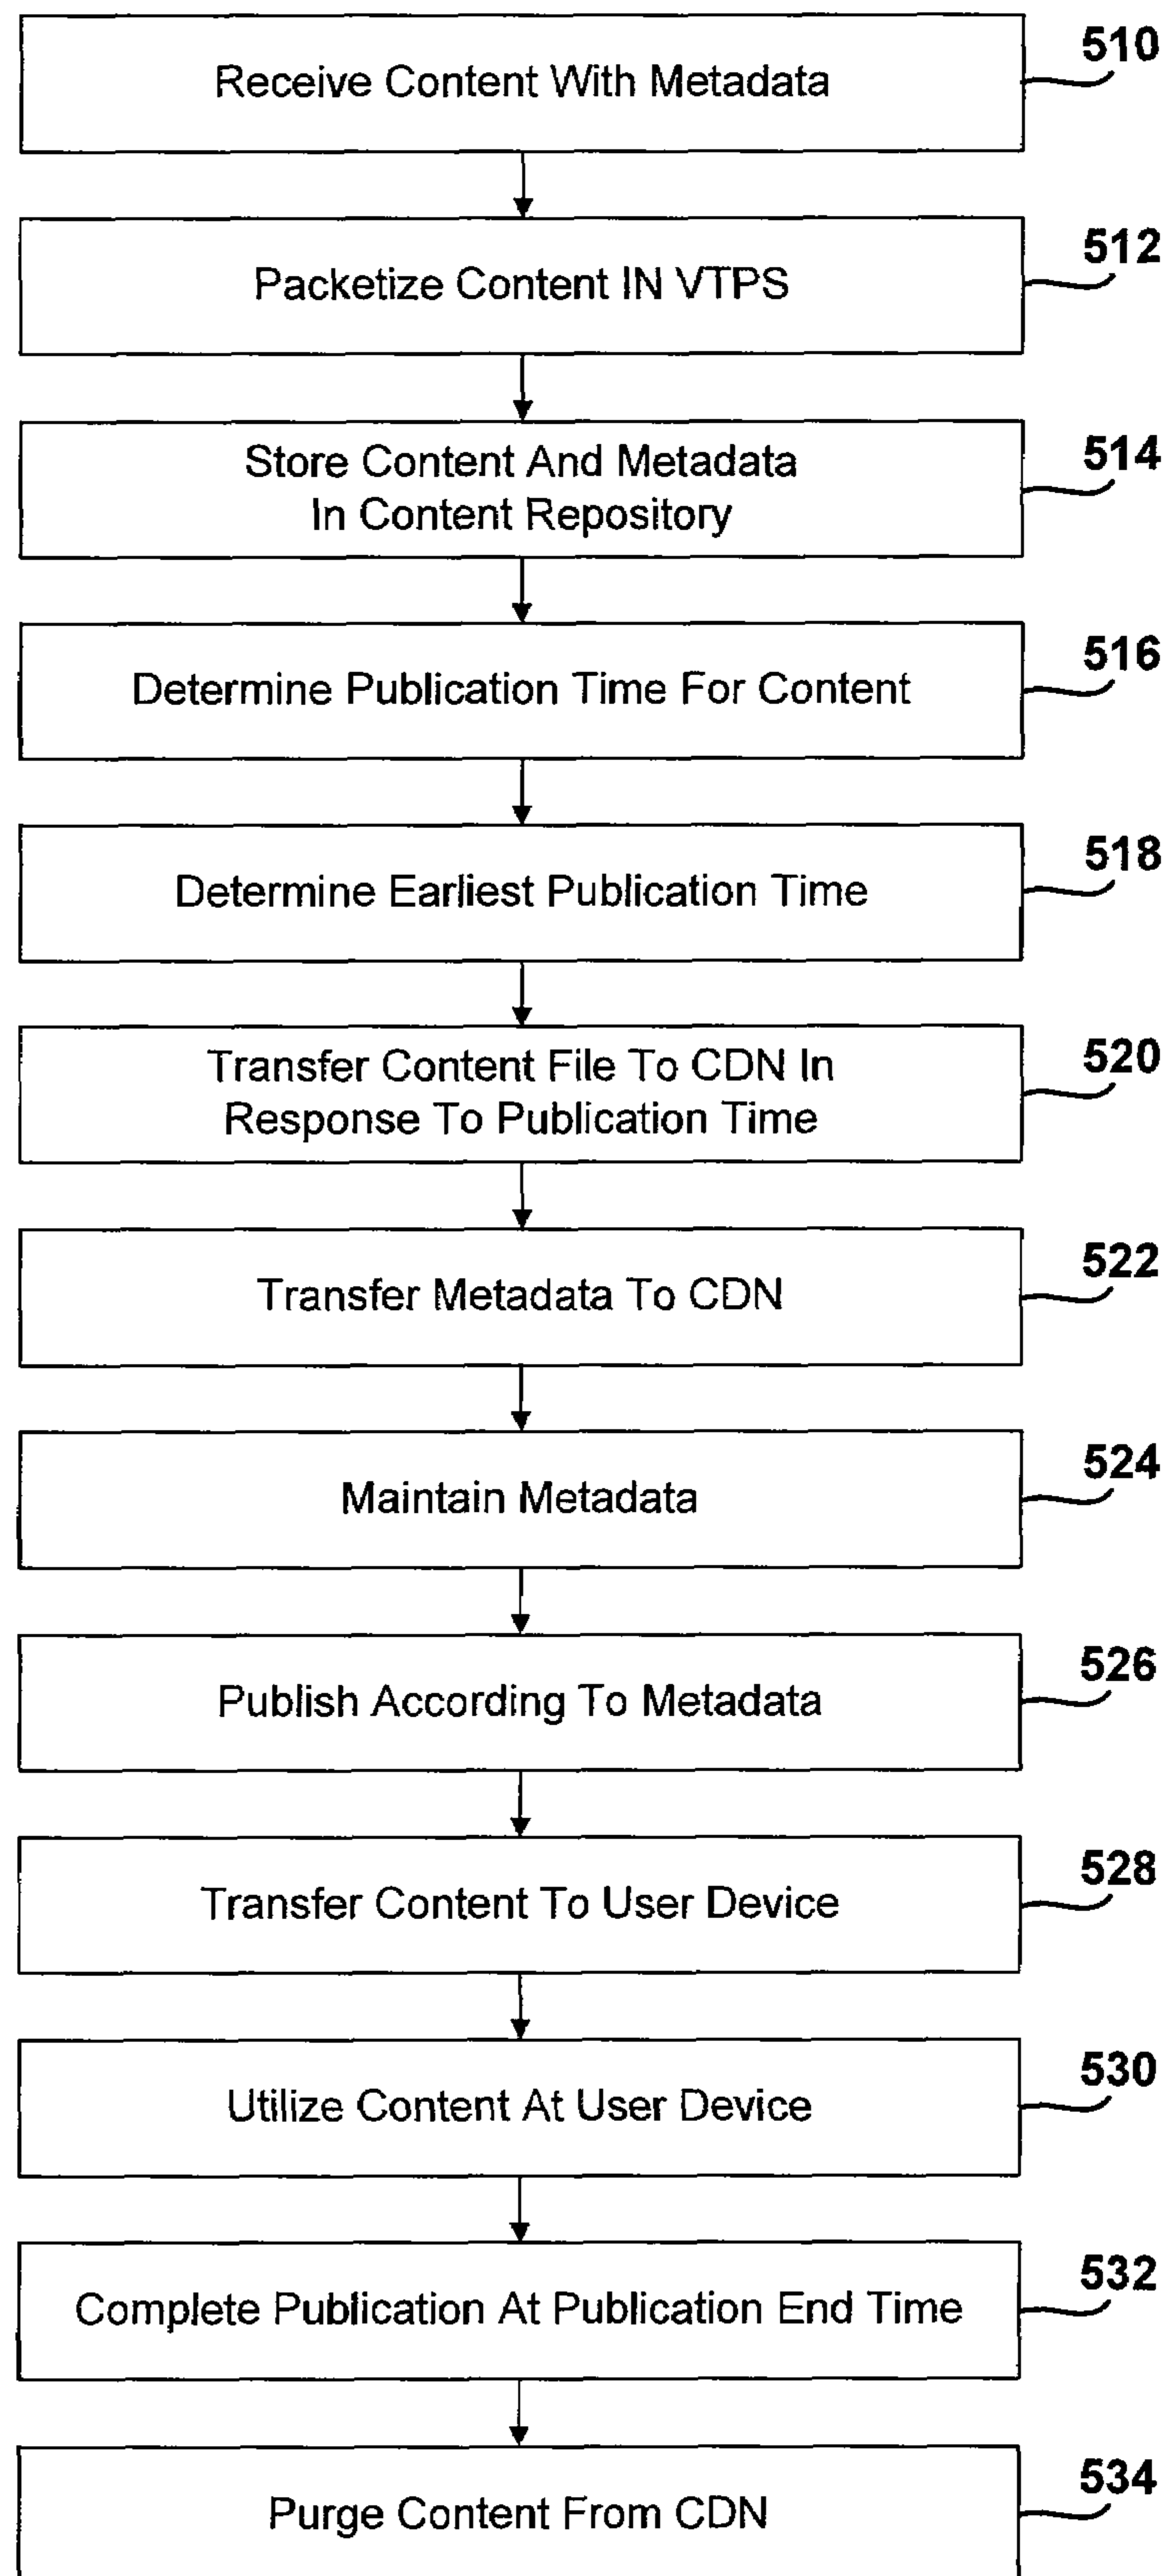 Receive Content With Metadata
510
Packetize Content IN VTPS
512
Store Content And Metadata
In Content Repository
514
Determine Publication Time For Content
516
Determine Earliest Publication Time
518
Transfer Content File To CDN In
Response To Publication Time
520
Transfer Metadata To CDN
522
Maintain Metadata
524
Publish According To Metadata
526
Transfer Content To User Device
528
Utilize Content At User Device
530
Complete Publication At Publication End Time
532
Purge Content From CDN
534